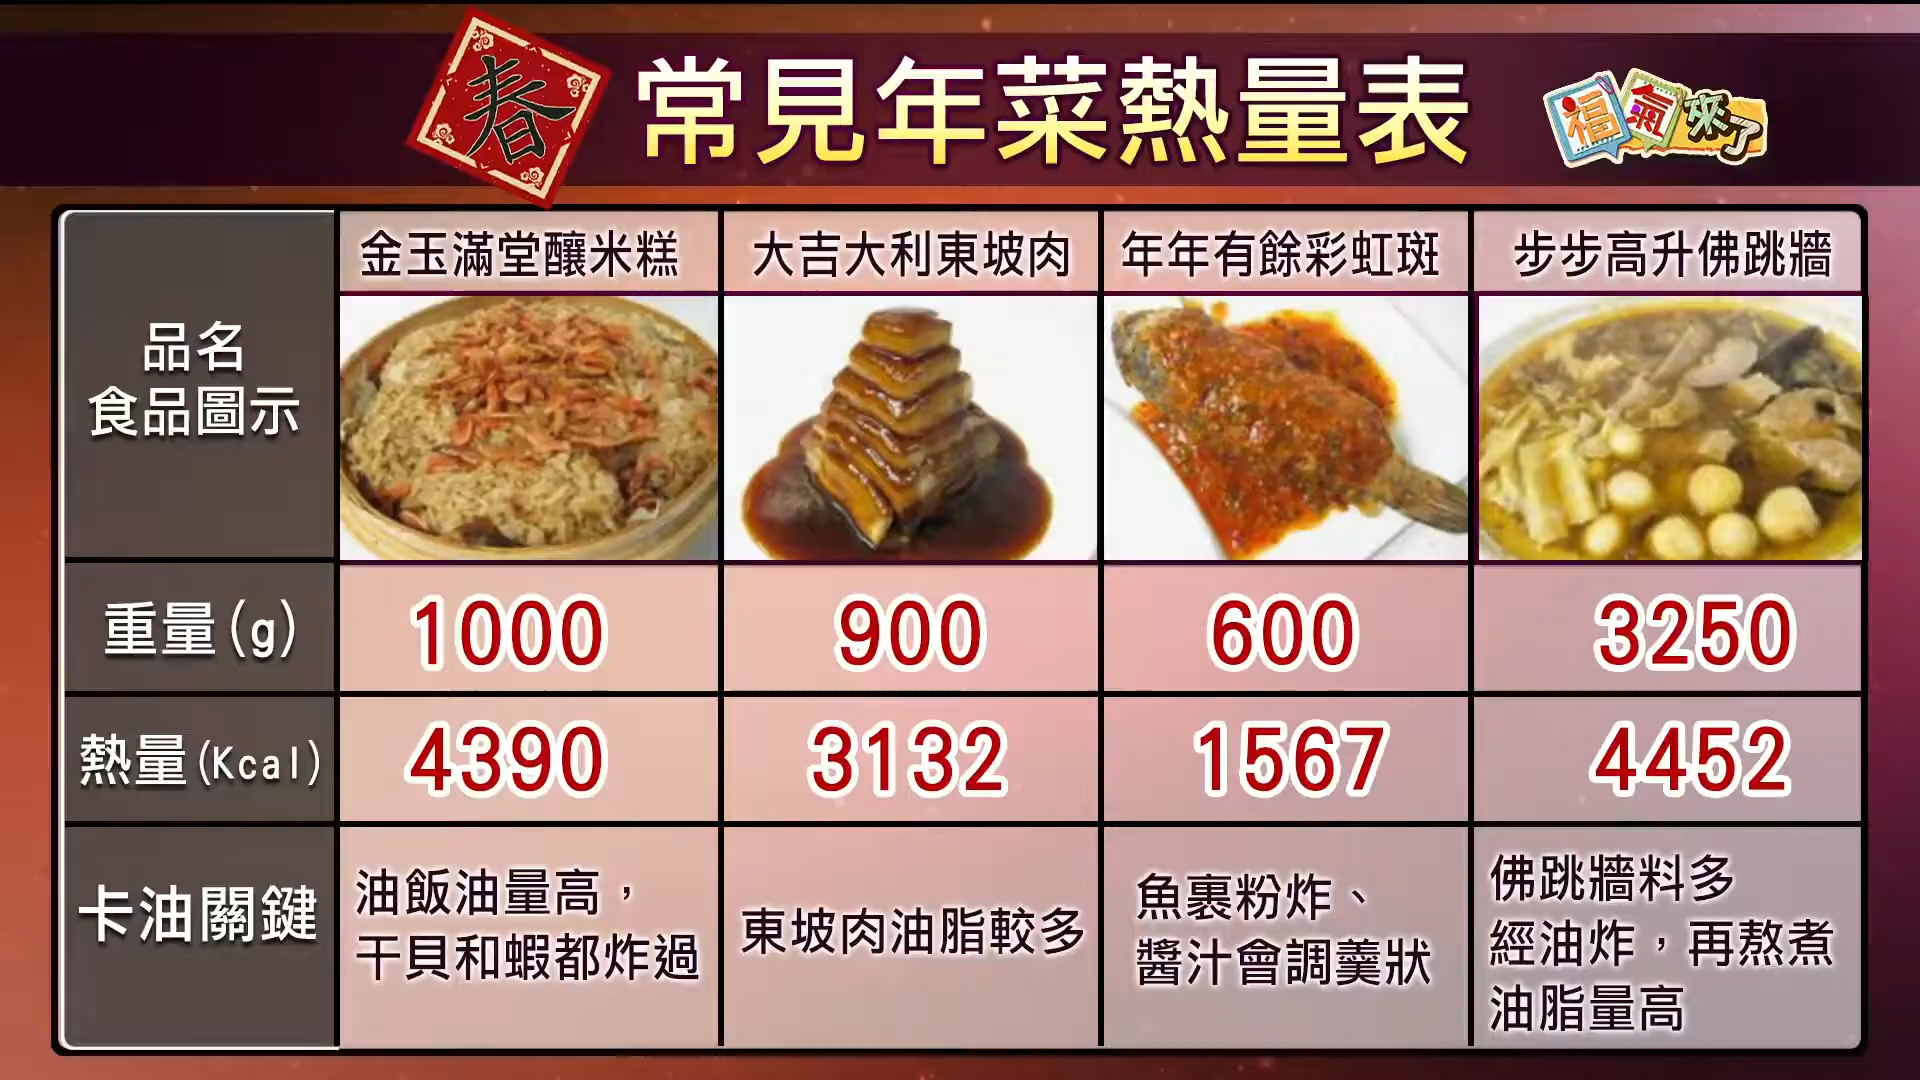 春
常見年菜熱量表
福氣來了
品名
食品圖示
金玉滿堂釀米糕
大吉大利東坡肉
年年有餘彩虹斑
步步高升佛跳牆
重量(g)
1000
900
600
3250
熱量(Kcal)
4390
3132
1567
4452
卡油關鍵
油飯油量高，
干貝和蝦都炸過
東坡肉油脂較多
魚裹粉炸、
醬汁會調羹狀
佛跳牆料多
經油炸，再熬煮
油脂量高